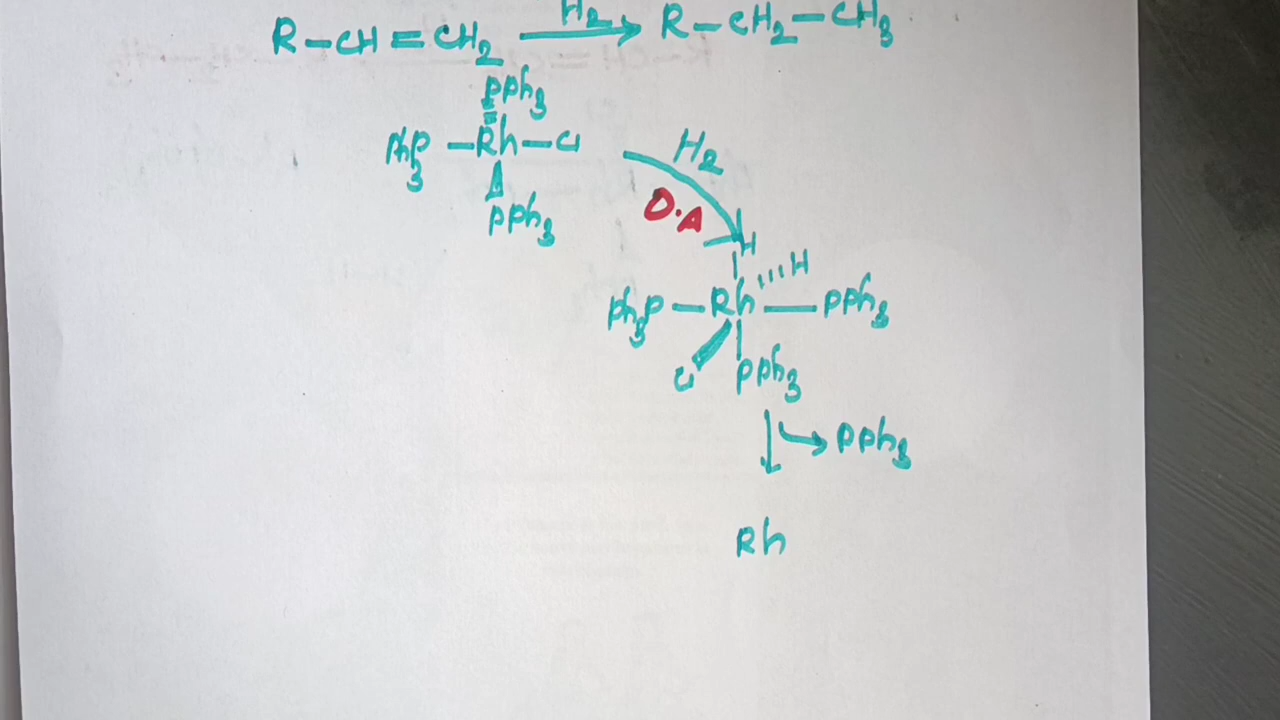 R-CH=CH2 H2 → R-CH2-CH3
PPh3
Ph3P-Rh-Cl
PPh3
H2
O.A
H
H
Ph3P-Rh-PPh3
Cl PPh3
→ PPh3
Rh